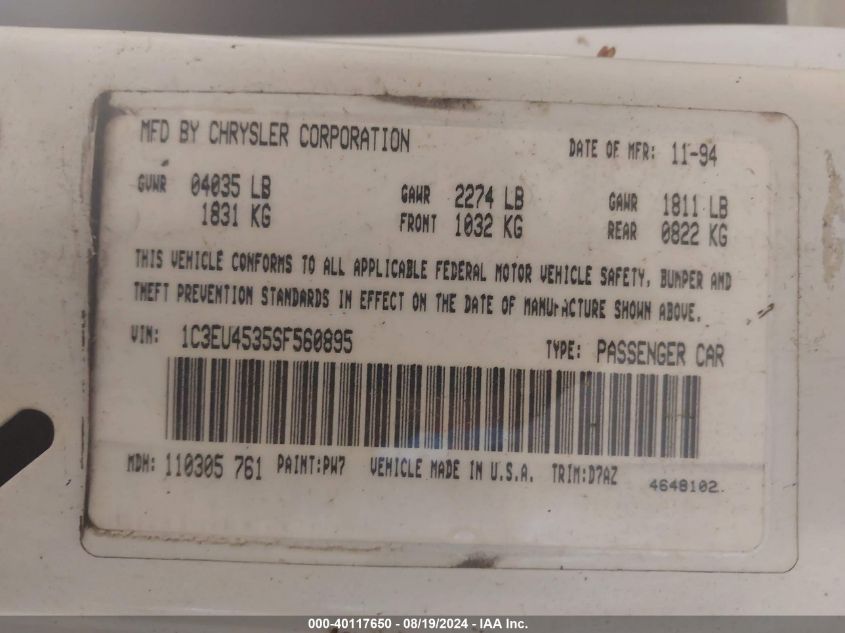 MFD BY CHRYSLER CORPORATION DATE OF MFR: 11-94
GVWR 04035 LB GAWR 2274 LB GAWR 1811 LB
1831 KG FRONT 1032 KG REAR 0822 KG
THIS VEHICLE CONFORMS TO ALL APPLICABLE FEDERAL MOTOR VEHICLE SAFETY, BUMPER AND
THEFT PREVENTION STANDARDS IN EFFECT ON THE DATE OF MANUFACTURE SHOWN ABOVE.
VIN: 1C3EU4535SF560895 TYPE: PASSENGER CAR
MDH: 110305 761 PAINT:PW7 VEHICLE MADE IN U.S.A. TRIM:D7AZ 4648102
000-40117650 - 08/19/2024 - IAA Inc.